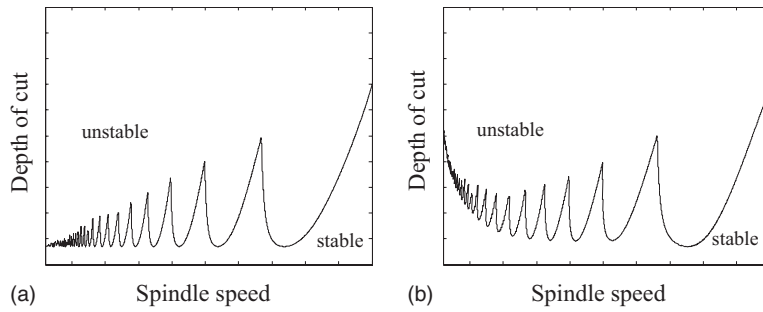 Depth of cut
unstable
stable
(a)
Spindle speed
Depth of cut
unstable
stable
(b)
Spindle speed